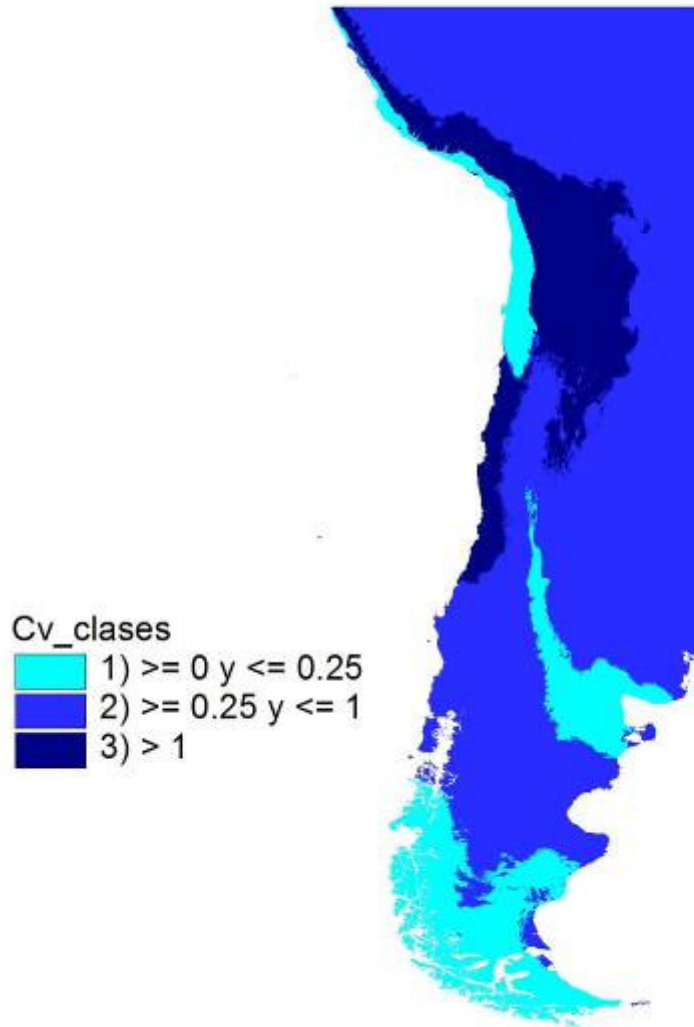 Cv_clases
1) >= 0 y <= 0.25
2) >= 0.25 y <= 1
3) > 1